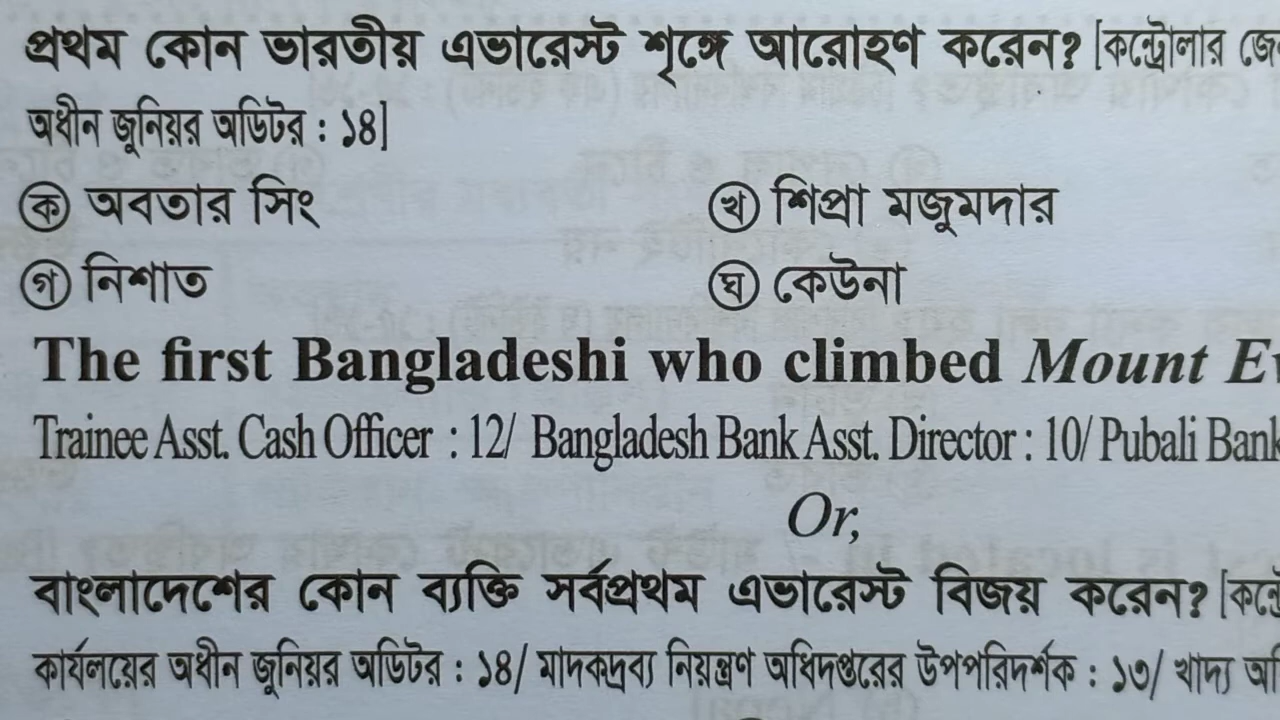 প্রথম কোন ভারতীয় এভারেস্ট শৃঙ্গে আরোহণ করেন? [কন্ট্রোলার
অধীন জুনিয়র অডিটর : ১৪]
ক অবতার সিং খ শিপ্রা মজুমদার
গ নিশাত ঘ কেউনা
The first Bangladeshi who climbed Mount
Trainee Asst. Cash Officer : 12/ Bangladesh Bank Asst. Director : 10/ Pubali Bank
Or,
বাংলাদেশের কোন ব্যক্তি সর্বপ্রথম এভারেস্ট বিজয় করেন?
কার্যলয়ের অধীন জুনিয়র অডিটর : ১৪/ মাদকদ্রব্য নিয়ন্ত্রণ অধিদপ্তরের উপপরিদর্শক : ১৩/ খাদ্য